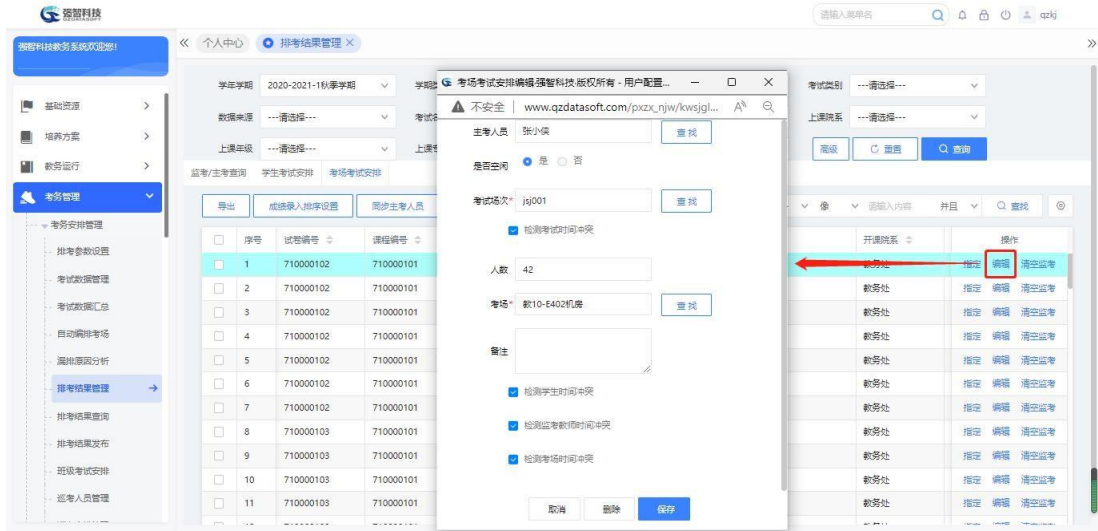 强智科技
QZDATASOFT
请输入菜单名
qzkj
强智科技教务系统欢迎您!
个人中心
排考结果管理
基础资源
培养方案
教务运行
考务管理
考务安排管理
排考参数设置
考试数据管理
考试数据汇总
自动编排考场
漏排原因分析
排考结果管理
排考结果查询
排考结果发布
班级考试安排
巡考人员管理
学年学期 2020-2021-1秋季学期
数据来源 ---请选择---
上课年级 ---请选择---
考试类别 ---请选择---
上课院系 ---请选择---
高级 重置 查询
监考/主考查询 学生考试安排 考场考试安排
导出 成绩录入排序设置 同步主考人员
像 请输入内容 并且 查找
序号 试卷编号 课程编号 开课院系 操作
1 710000102 710000101 教务处 指定 编辑 清空监考
2 710000102 710000101 教务处 指定 编辑 清空监考
3 710000102 710000101 教务处 指定 编辑 清空监考
4 710000102 710000101 教务处 指定 编辑 清空监考
5 710000102 710000101 教务处 指定 编辑 清空监考
6 710000102 710000101 教务处 指定 编辑 清空监考
7 710000102 710000101 教务处 指定 编辑 清空监考
8 710000103 710000101 教务处 指定 编辑 清空监考
9 710000103 710000101 教务处 指定 编辑 清空监考
10 710000103 710000101 教务处 指定 编辑 清空监考
11 710000103 710000101 教务处 指定 编辑 清空监考
考场考试安排编辑-强智科技-版权所有 - 用户配置...
不安全 www.qzdatasoft.com/pxzx_njw/kwsjgl...
主考人员 张小侠 查找
是否空闲 是 否
考试场次* jsj001 查找
检测考试时间冲突
人数 42
考场* 教10-E402机房 查找
备注
检测学生时间冲突
检测监考教师时间冲突
检测考场时间冲突
取消 删除 保存